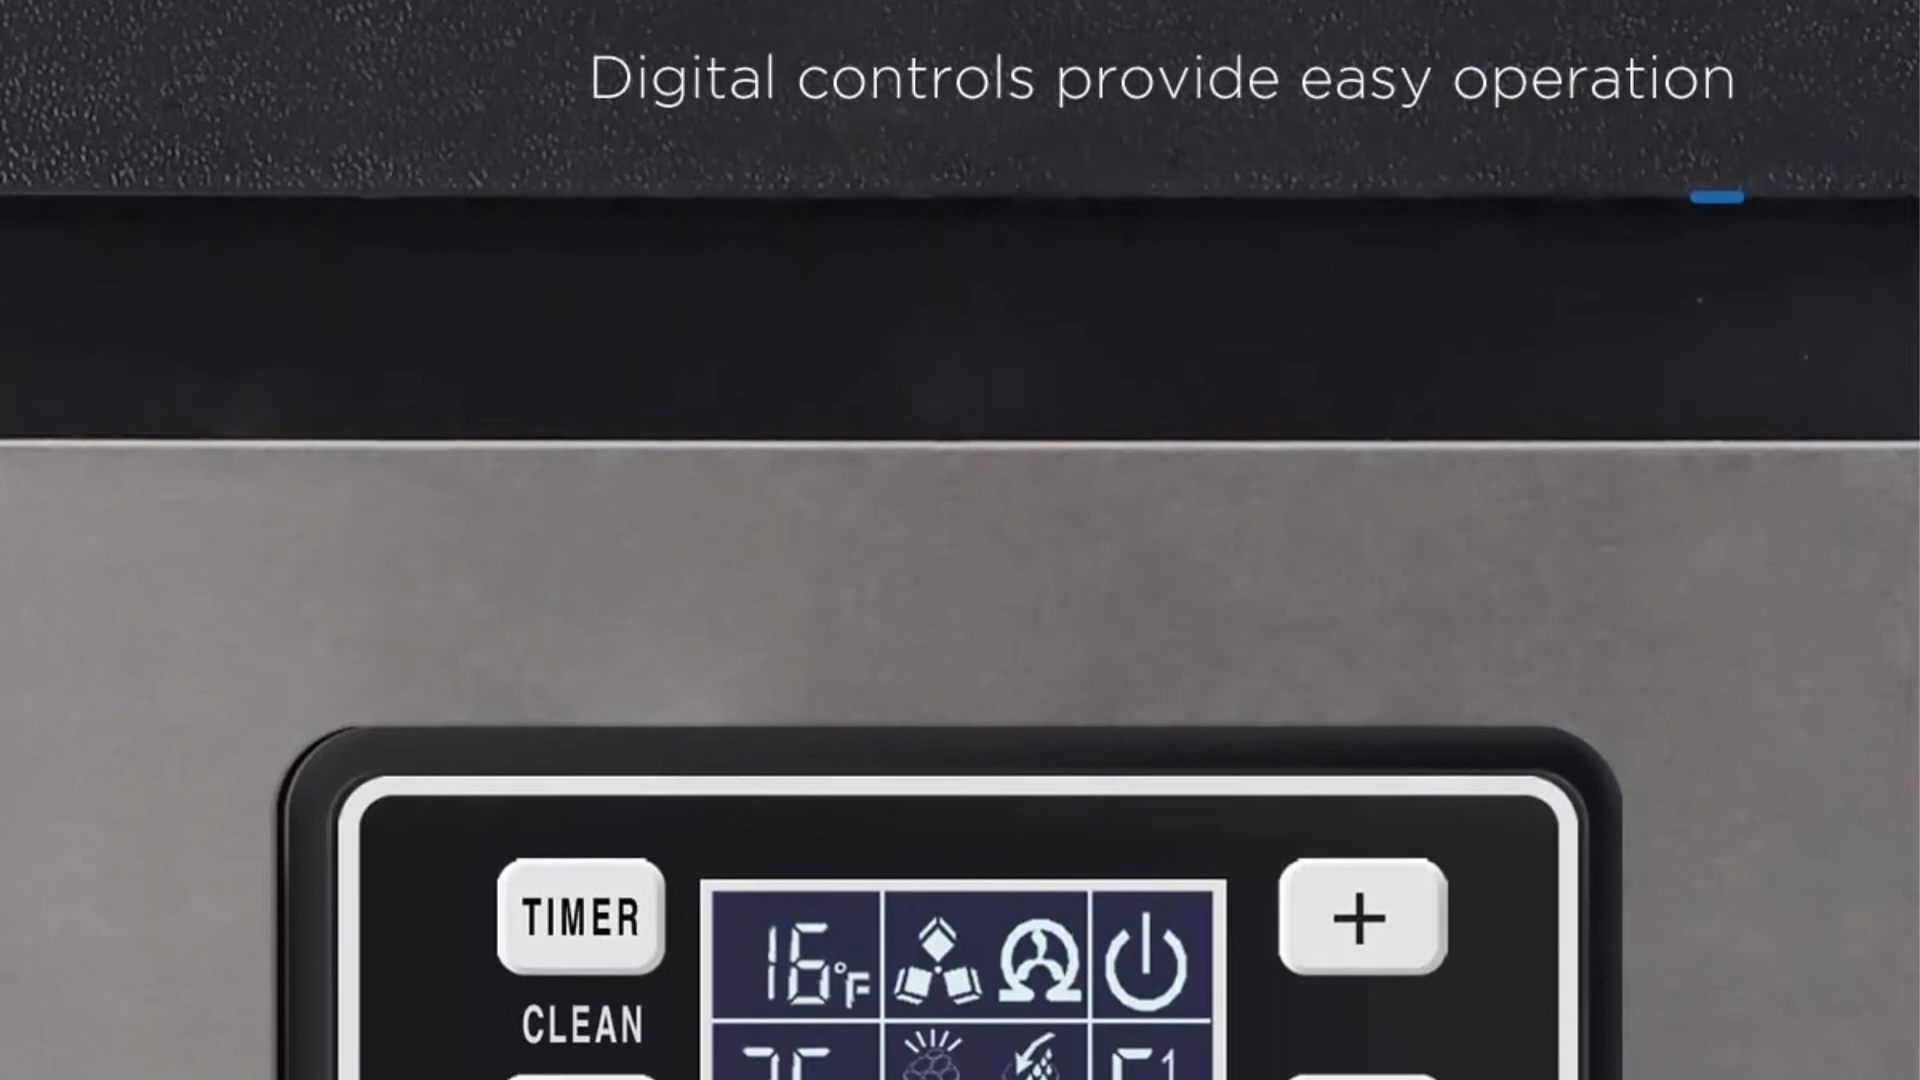 Digital controls provide easy operation
TIMER
+
16°F
CLEAN